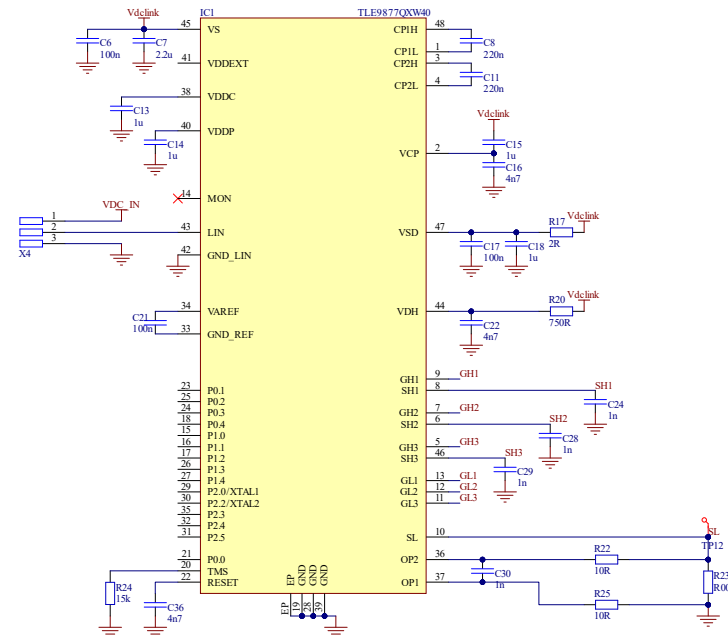 IC1
TLE9877QXW40
Vdclink
45
VS
C6
100n
C7
2.2u
41
VDDEXT
38
VDDC
C13
1u
40
VDDP
C14
1u
14
MON
VDC_IN
1
2
3
X4
43
LIN
42
GND_LIN
34
VAREF
C21
100n
33
GND_REF
23
P0.1
25
P0.2
24
P0.3
18
P0.4
15
P1.0
16
P1.1
17
P1.2
26
P1.3
27
P1.4
29
P2.0/XTAL1
30
P2.2/XTAL2
35
P2.3
32
P2.4
31
P2.5
21
P0.0
20
TMS
22
RESET
R24
15k
C36
4n7
EP
GND
GND
GND
EP
19
28
39
CP1H
48
C8
220n
CP1L
1
CP2H
3
C11
220n
CP2L
4
Vdclink
C15
1u
VCP
2
C16
4n7
VSD
47
C17
100n
C18
1u
R17
2R
Vdclink
VDH
44
C22
4n7
R20
750R
Vdclink
GH1
9
GH1
SH1
8
SH1
C24
1n
GH2
7
GH2
SH2
6
SH2
C28
1n
GH3
5
GH3
SH3
46
SH3
C29
1n
GL1
13
GL1
GL2
12
GL2
GL3
11
GL3
SL
10
SL
TP12
OP2
36
R22
10R
C30
1n
OP1
37
R25
10R
R23